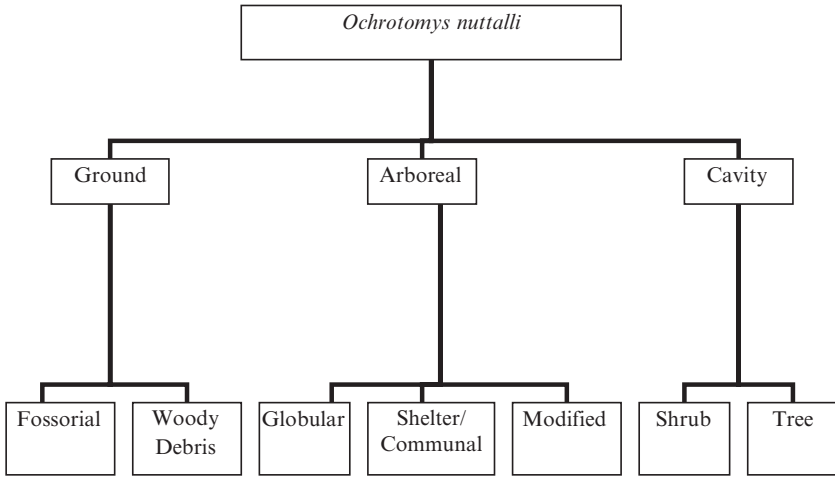 Ochrotomys nuttalli
Ground
Arboreal
Cavity
Fossorial
Woody
Debris
Globular
Shelter/
Communal
Modified
Shrub
Tree